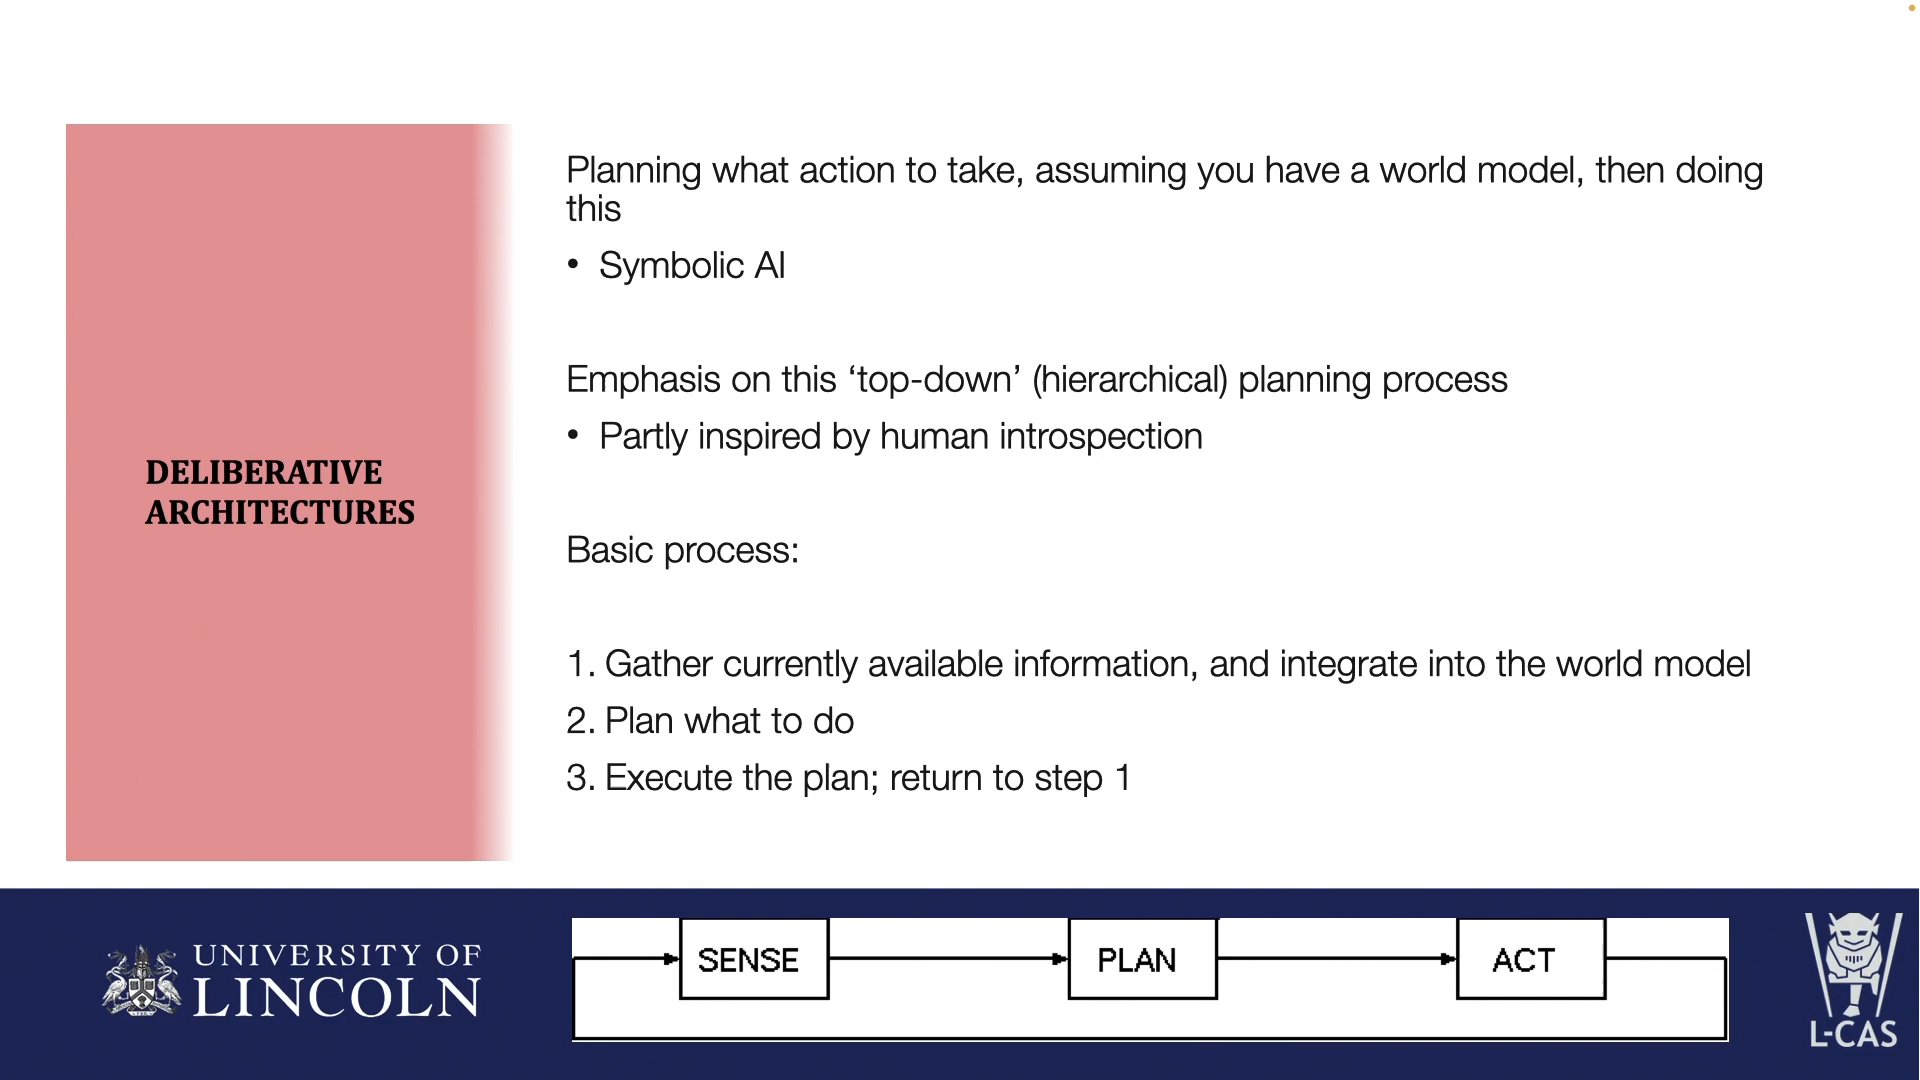 DELIBERATIVE
ARCHITECTURES
Planning what action to take, assuming you have a world model, then doing
this
• Symbolic AI
Emphasis on this ‘top-down’ (hierarchical) planning process
• Partly inspired by human introspection
Basic process:
1. Gather currently available information, and integrate into the world model
2. Plan what to do
3. Execute the plan; return to step 1
UNIVERSITY OF
LINCOLN
SENSE
PLAN
ACT
L-CAS